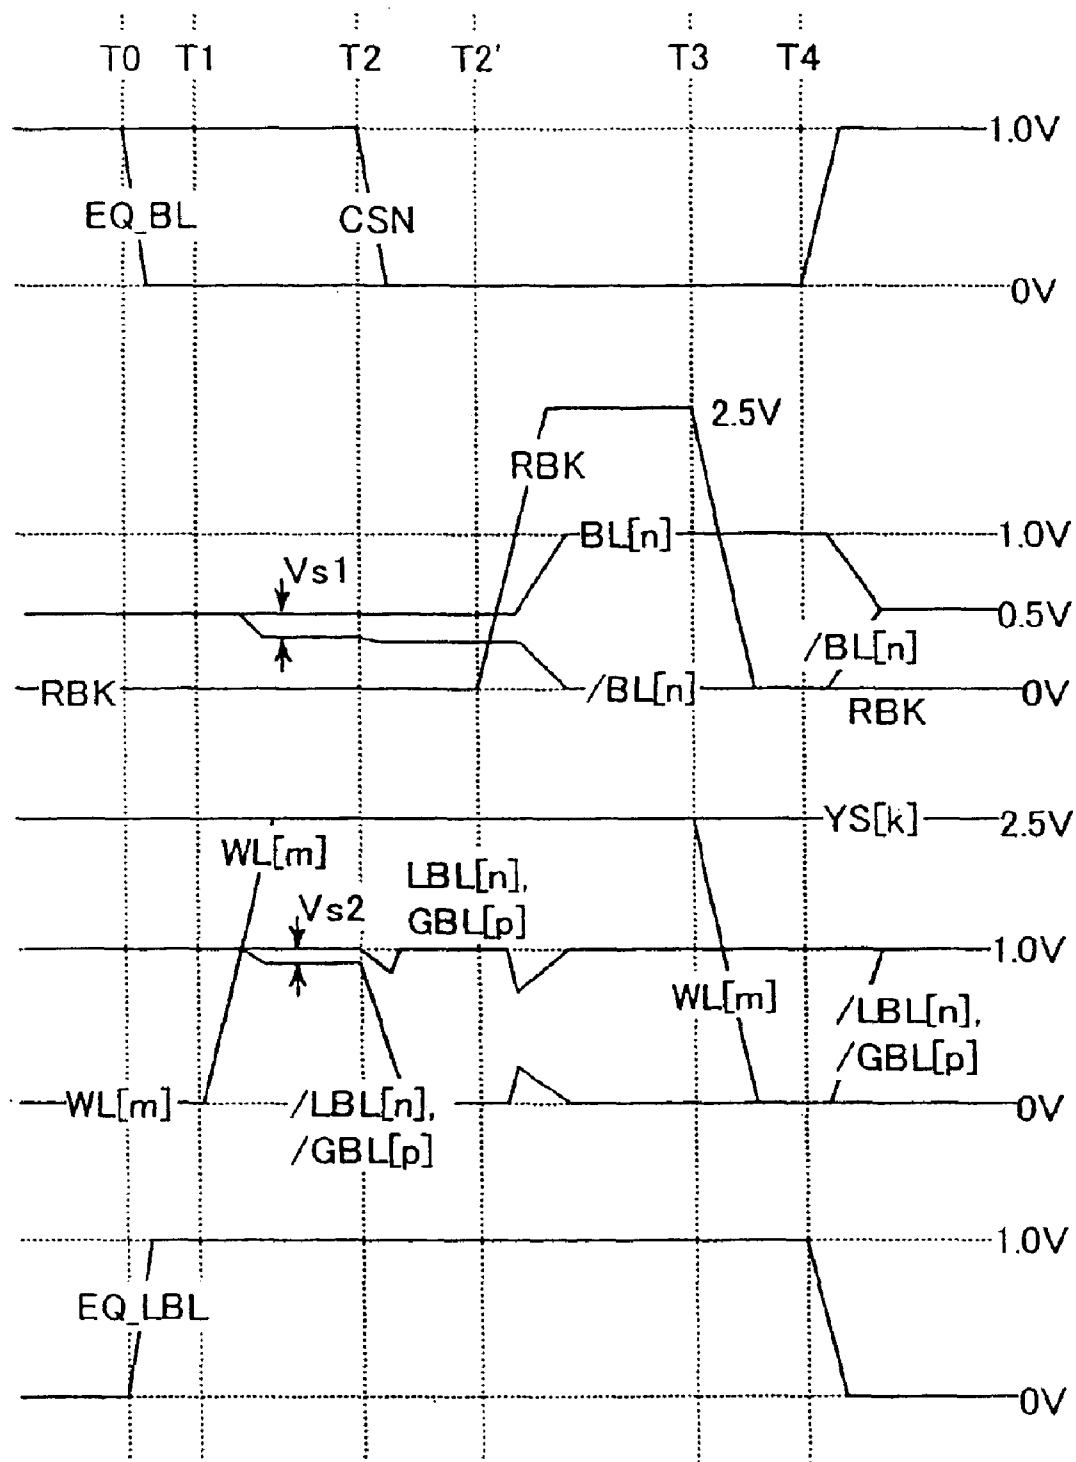 T0 T1 T2 T2' T3 T4
1.0V
EQ_BL CSN
0V
2.5V
RBK
BL[n] 1.0V
Vs1
0.5V
/BL[n]
RBK /BL[n] 0V
RBK
YS[k] 2.5V
WL[m]
LBL[n],
Vs2 GBL[p]
1.0V
WL[m] /LBL[n],
/GBL[p]
WL[m] /LBL[n], 0V
/GBL[p]
1.0V
EQ_LBL
0V